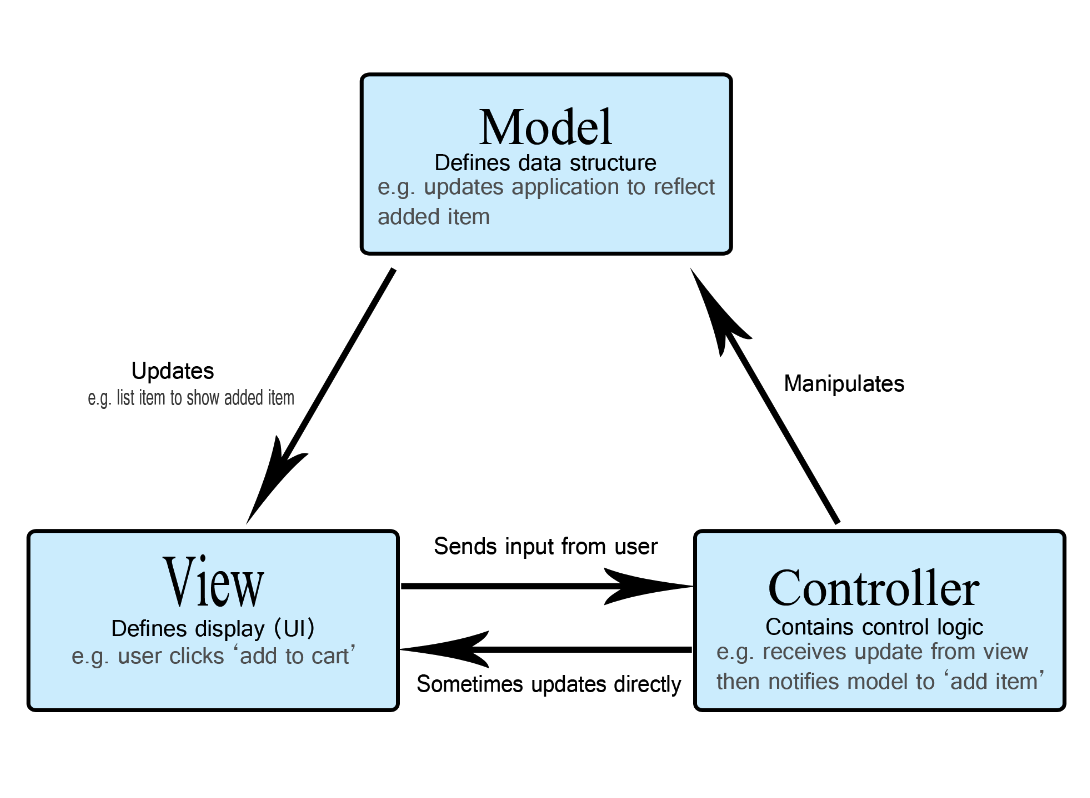 Model
Defines data structure
e.g. updates application to reflect
added item
Updates
e.g. list item to show added item
Manipulates
Sends input from user
View
Defines display (UI)
e.g. user clicks ‘add to cart’
Controller
Contains control logic
e.g. receives update from view
then notifies model to ‘add item’
Sometimes updates directly